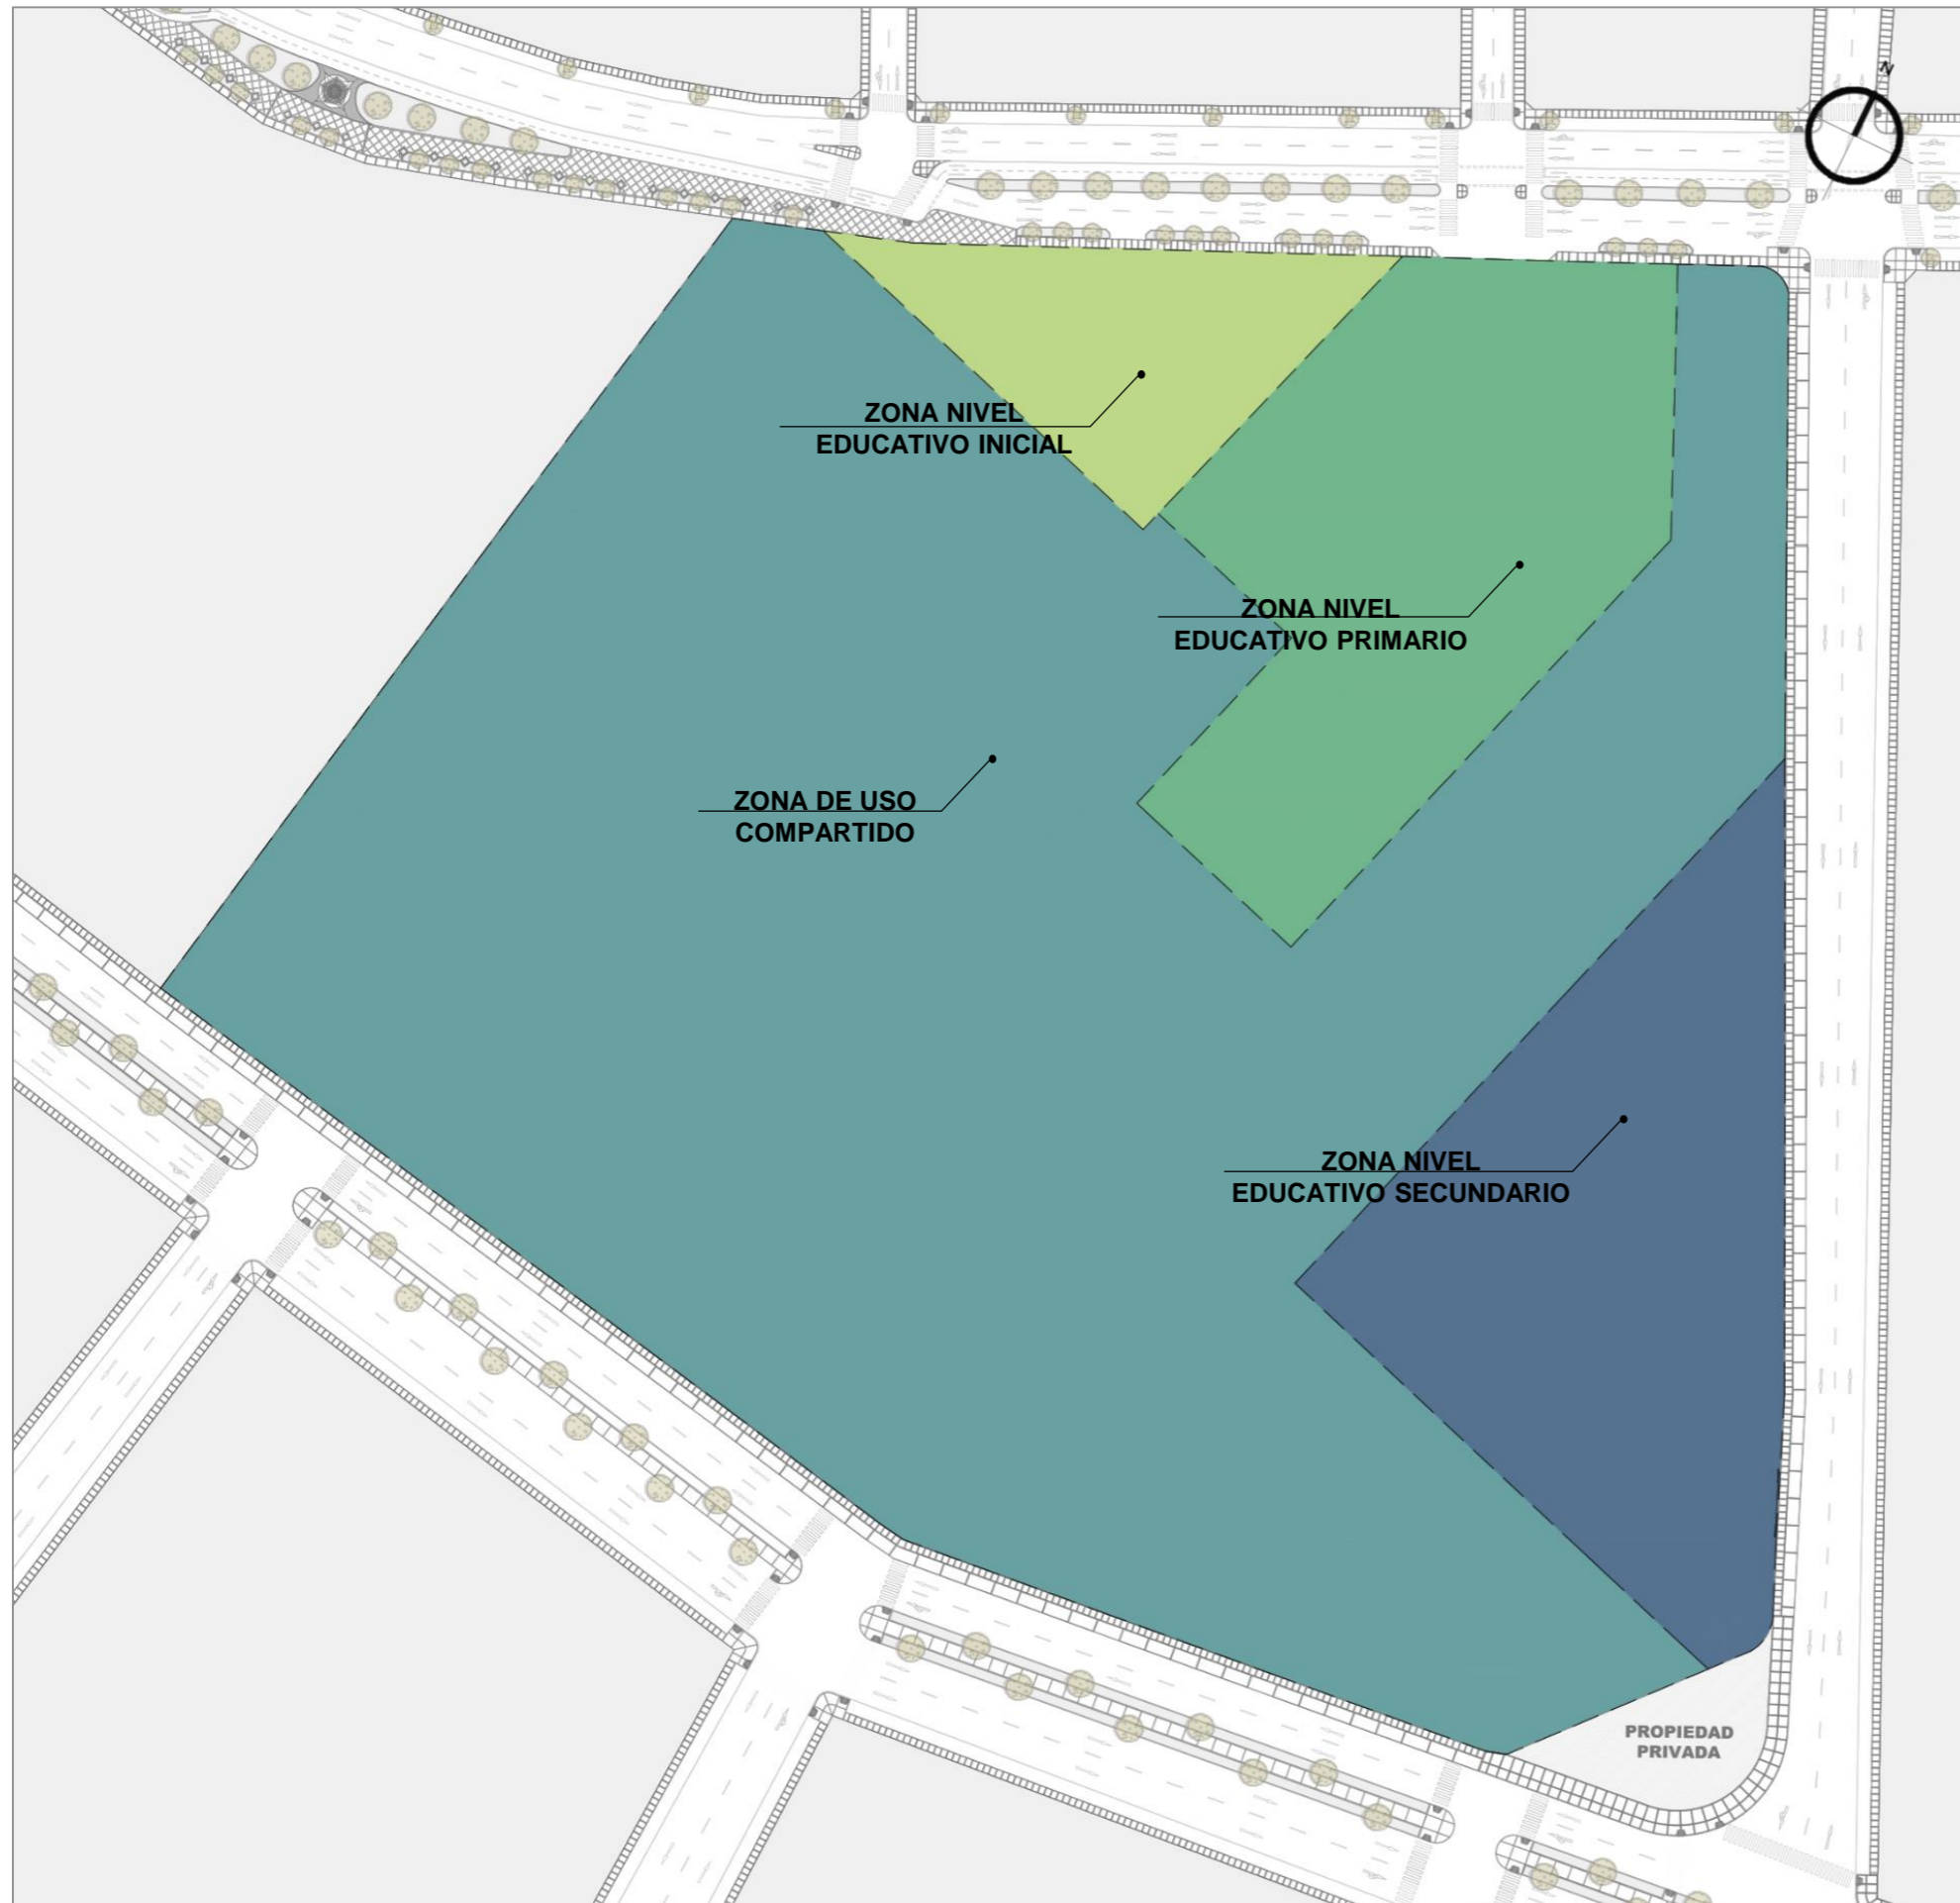 N
ZONA NIVEL
EDUCATIVO INICIAL
ZONA NIVEL
EDUCATIVO PRIMARIO
ZONA DE USO
COMPARTIDO
ZONA NIVEL
EDUCATIVO SECUNDARIO
PROPIEDAD
PRIVADA